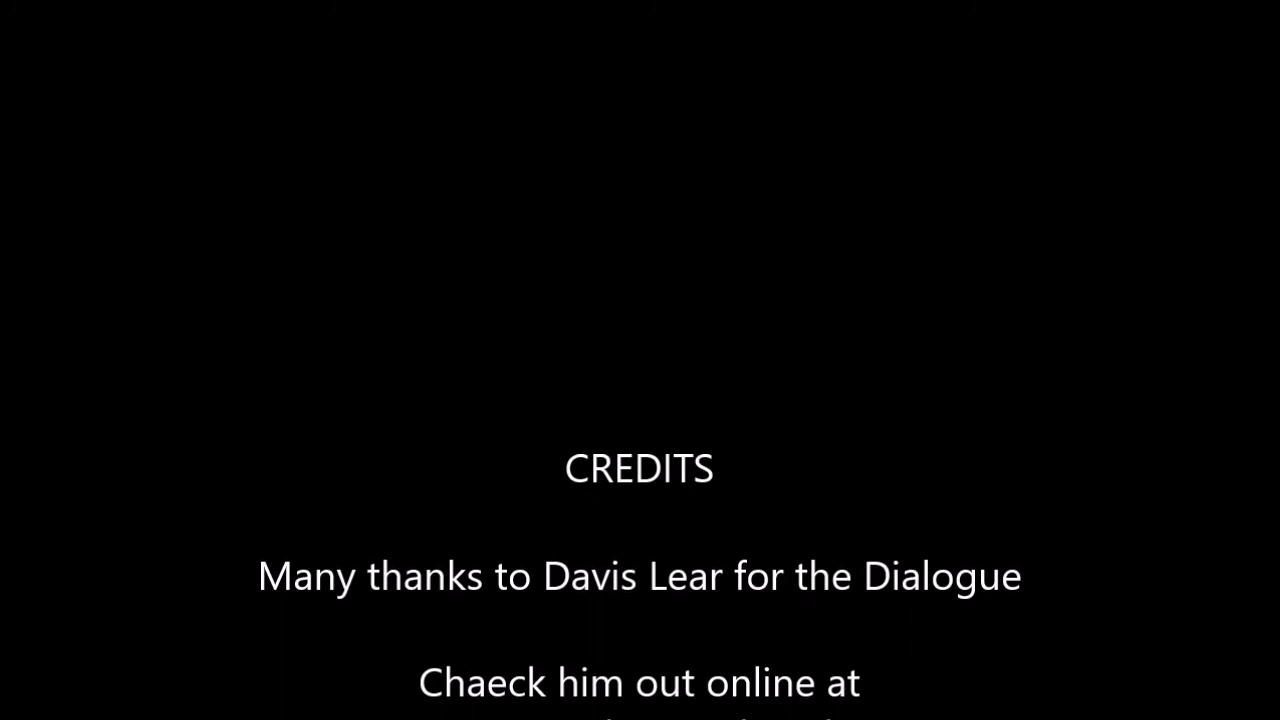 CREDITS
Many thanks to Davis Lear for the Dialogue
Chaeck him out online at